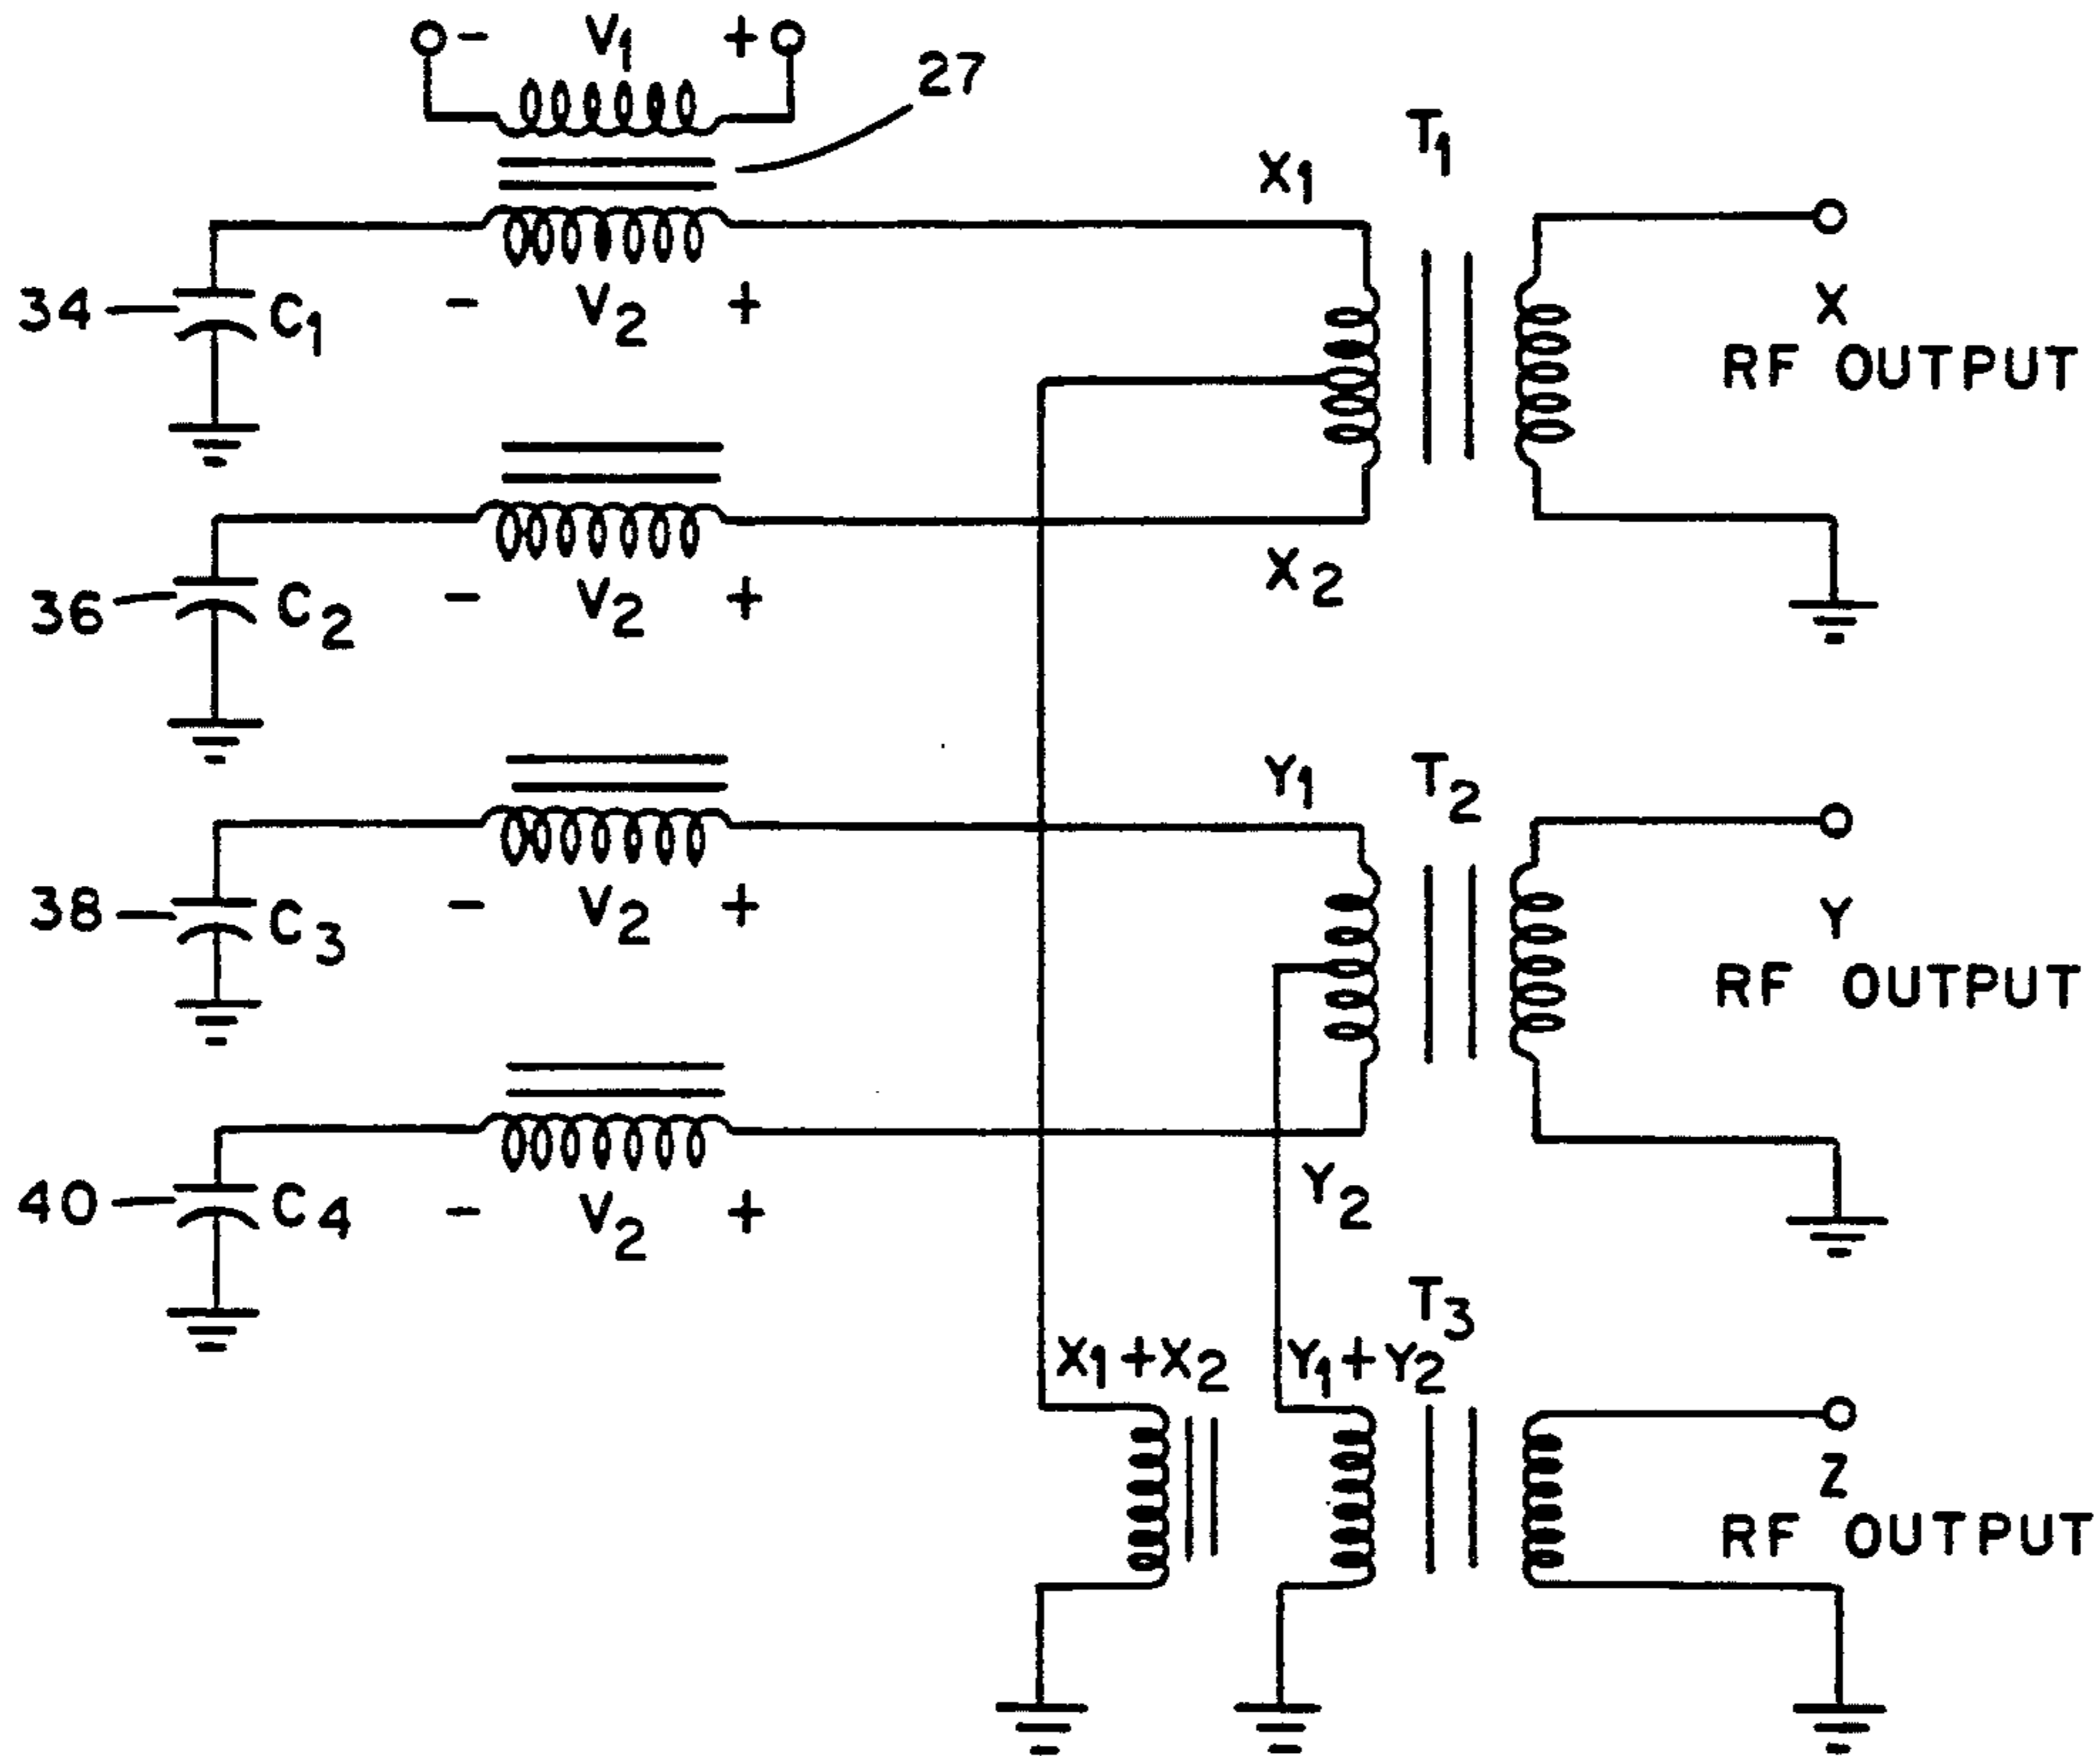 - V1 +
27
T1
X1
34 C1
- V2 +
X
RF OUTPUT
36 C2
- V2 +
X2
Y1
T2
38 C3
- V2 +
Y
RF OUTPUT
40 C4
- V2 +
Y2
T3
X1+X2
Y1+Y2
Z
RF OUTPUT